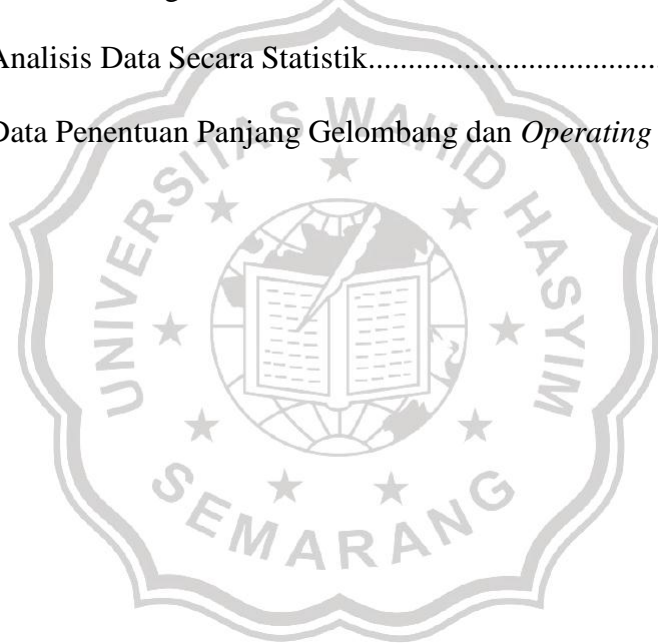 Analisis Data Secara Statistik....................................
Data Penentuan Panjang Gelombang dan Operating
UNIVERSITAS WAHID HASYIM
SEMARANG